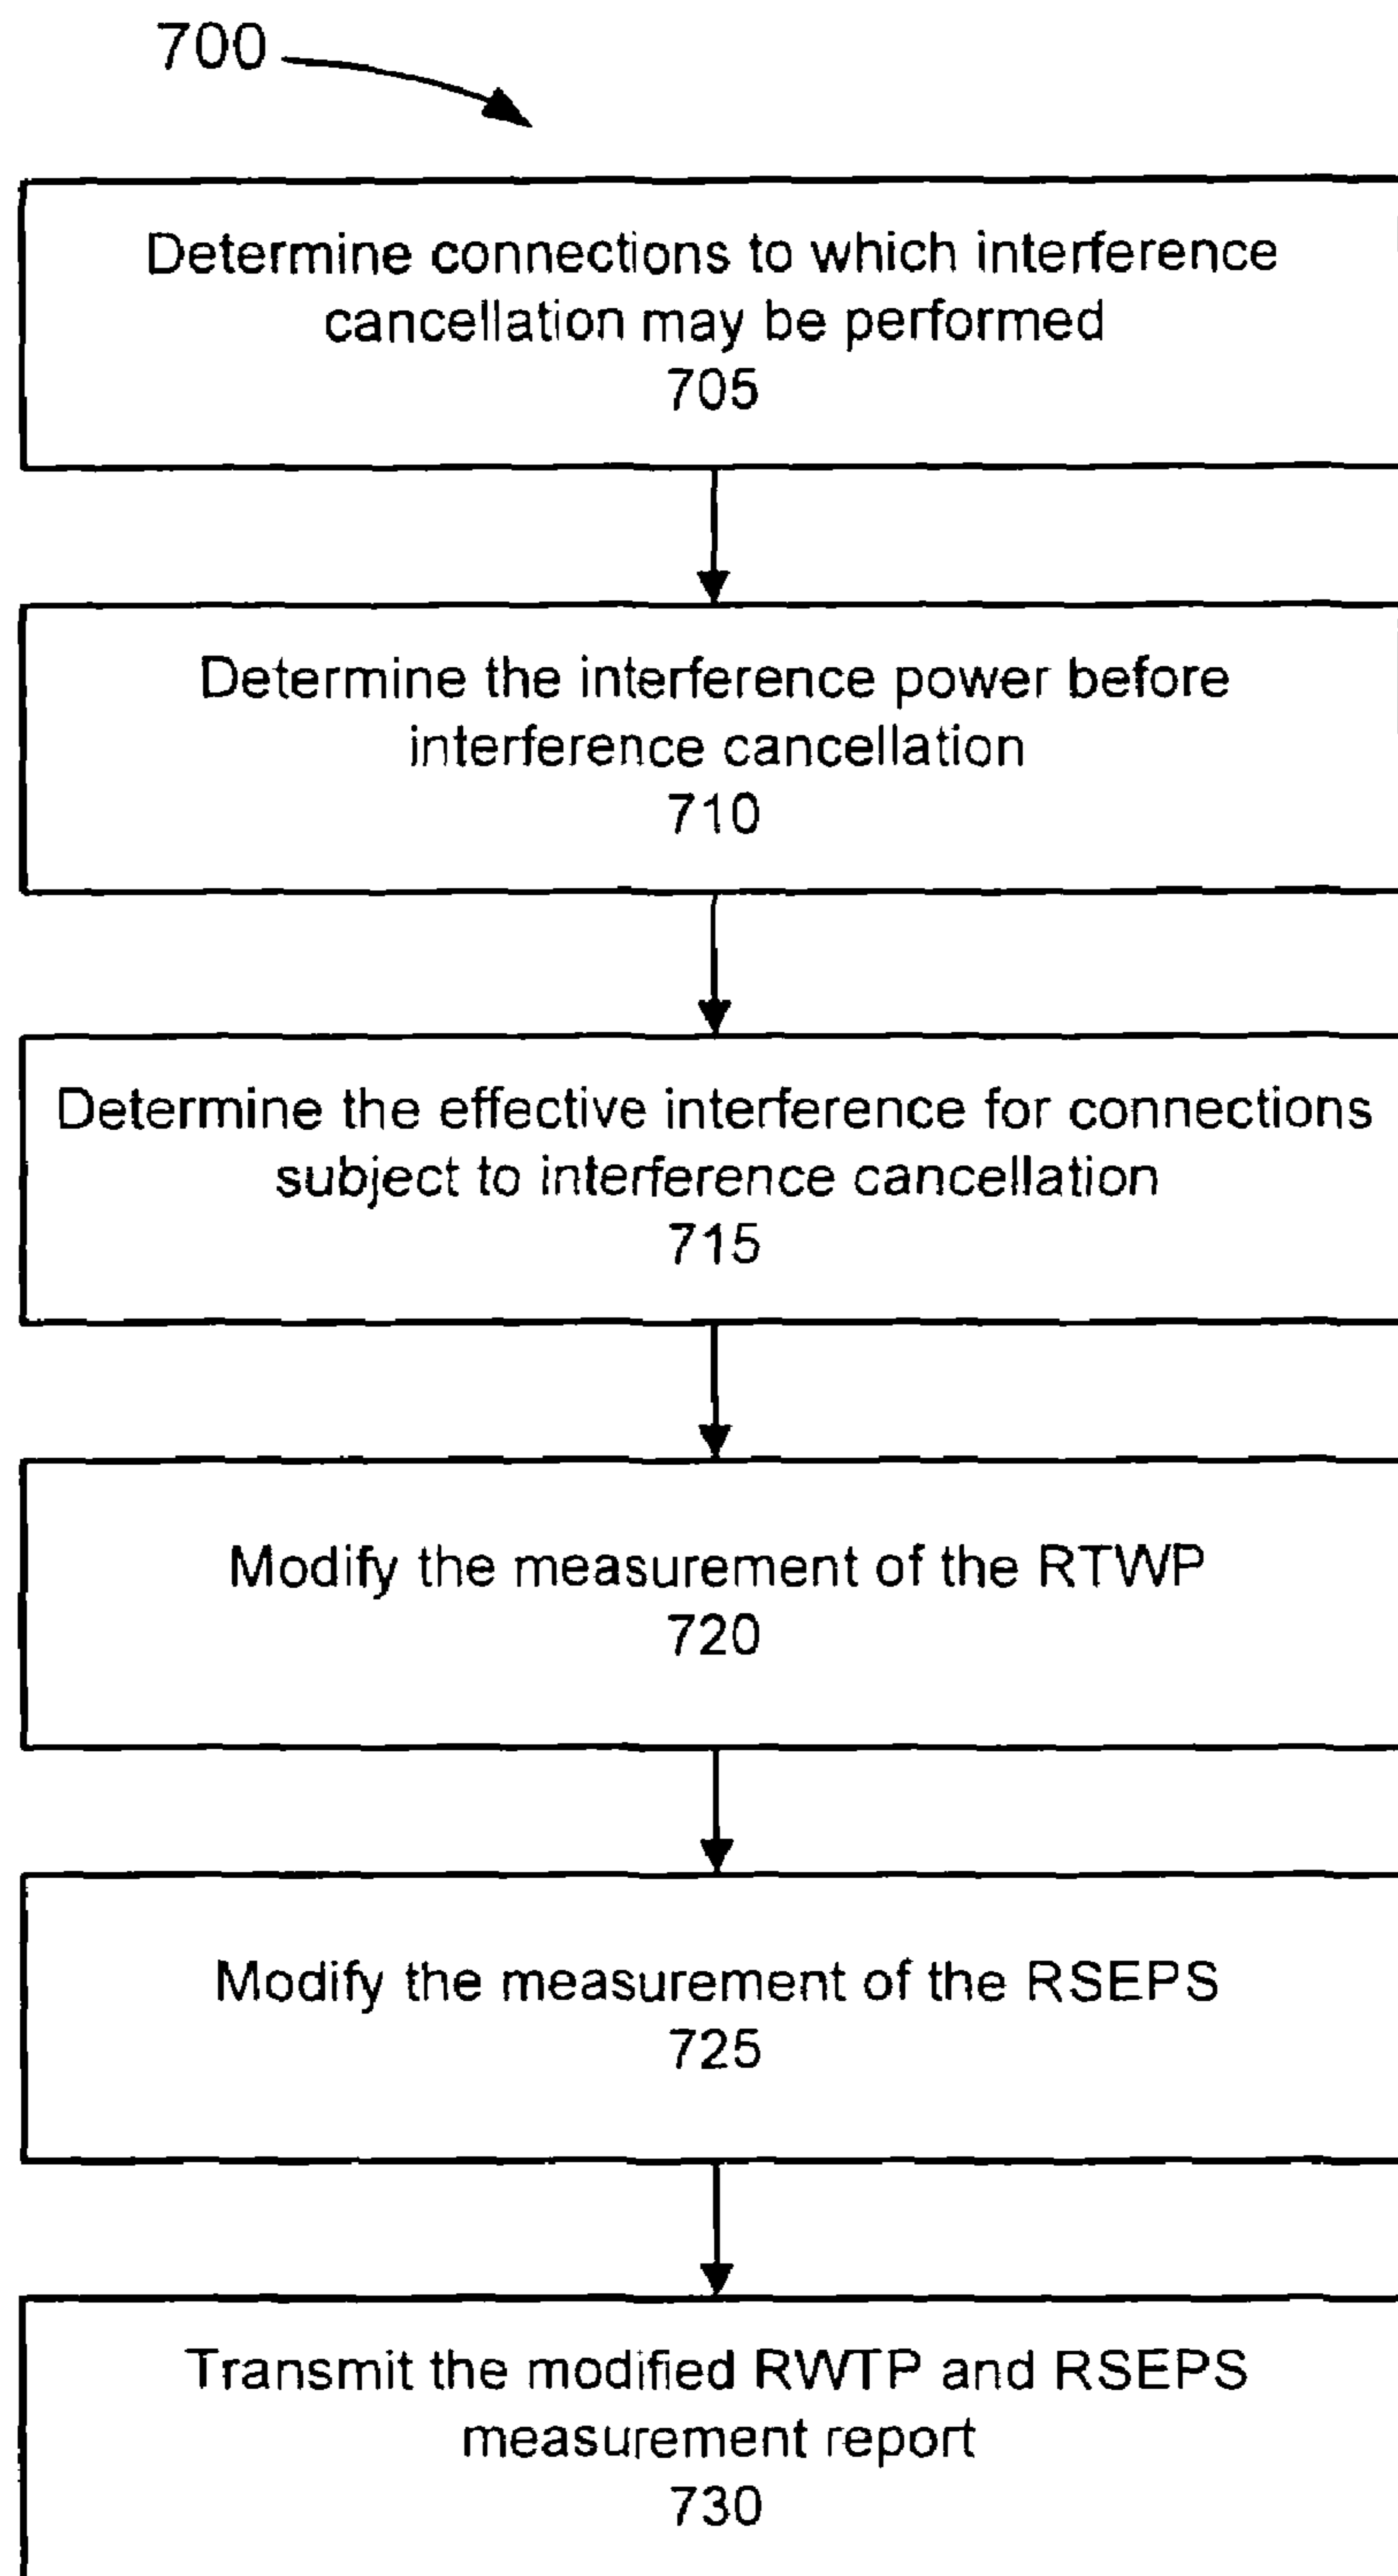 700
Determine connections to which interference
cancellation may be performed
705
Determine the interference power before
interference cancellation
710
Determine the effective interference for connections
subject to interference cancellation
715
Modify the measurement of the RTWP
720
Modify the measurement of the RSEPS
725
Transmit the modified RWTP and RSEPS
measurement report
730